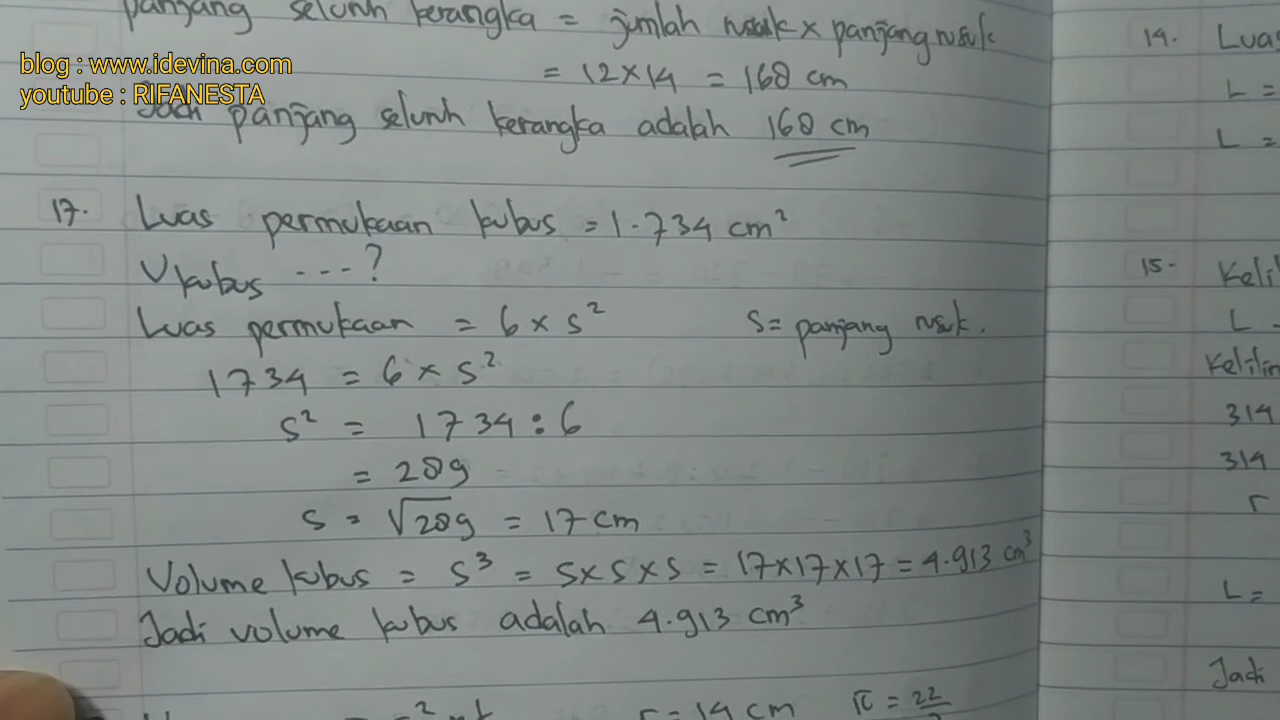 panjang seluruh kerangka = jumlah rusuk x panjang rusuk
= 12 x 14 = 168 cm
blog : www.idevina.com
youtube : RIFANESTA
Jadi panjang seluruh kerangka adalah 168 cm
17. Luas permukaan kubus = 1.734 cm²
V kubus ---?
Luas permukaan = 6 x s² s = panjang rusuk.
1734 = 6 x s²
s² = 1734 : 6
= 289
s = √289 = 17 cm
Volume kubus = s³ = s x s x s = 17 x 17 x 17 = 4.913 cm³
Jadi volume kubus adalah 4.913 cm³
r = 14 cm π = 22
14. Luas
L =
L =
15. Kelil
L =
Kelilin
314
314
r
L =
Jadi